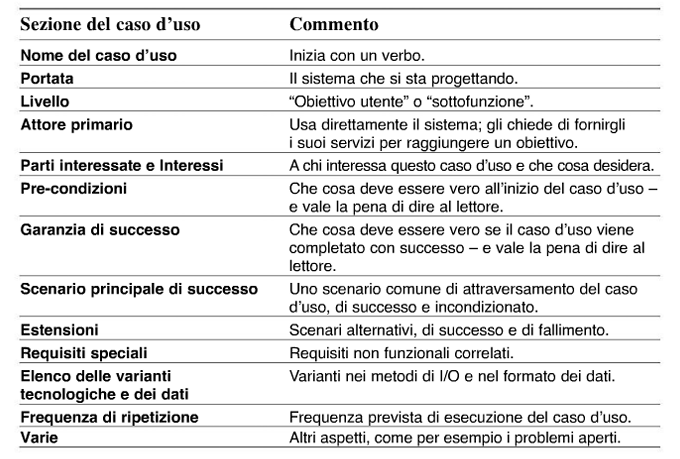 Sezione del caso d’uso Commento
Nome del caso d’uso Inizia con un verbo.
Portata Il sistema che si sta progettando.
Livello “Obiettivo utente” o “sottofunzione”.
Attore primario Usa direttamente il sistema; gli chiede di fornirgli
i suoi servizi per raggiungere un obiettivo.
Parti interessate e Interessi A chi interessa questo caso d’uso e che cosa desidera.
Pre-condizioni Che cosa deve essere vero all’inizio del caso d’uso –
e vale la pena di dire al lettore.
Garanzia di successo Che cosa deve essere vero se il caso d’uso viene
completato con successo – e vale la pena di dire al
lettore.
Scenario principale di successo Uno scenario comune di attraversamento del caso
d’uso, di successo e incondizionato.
Estensioni Scenari alternativi, di successo e di fallimento.
Requisiti speciali Requisiti non funzionali correlati.
Elenco delle varianti Varianti nei metodi di I/O e nel formato dei dati.
tecnologiche e dei dati
Frequenza di ripetizione Frequenza prevista di esecuzione del caso d’uso.
Varie Altri aspetti, come per esempio i problemi aperti.